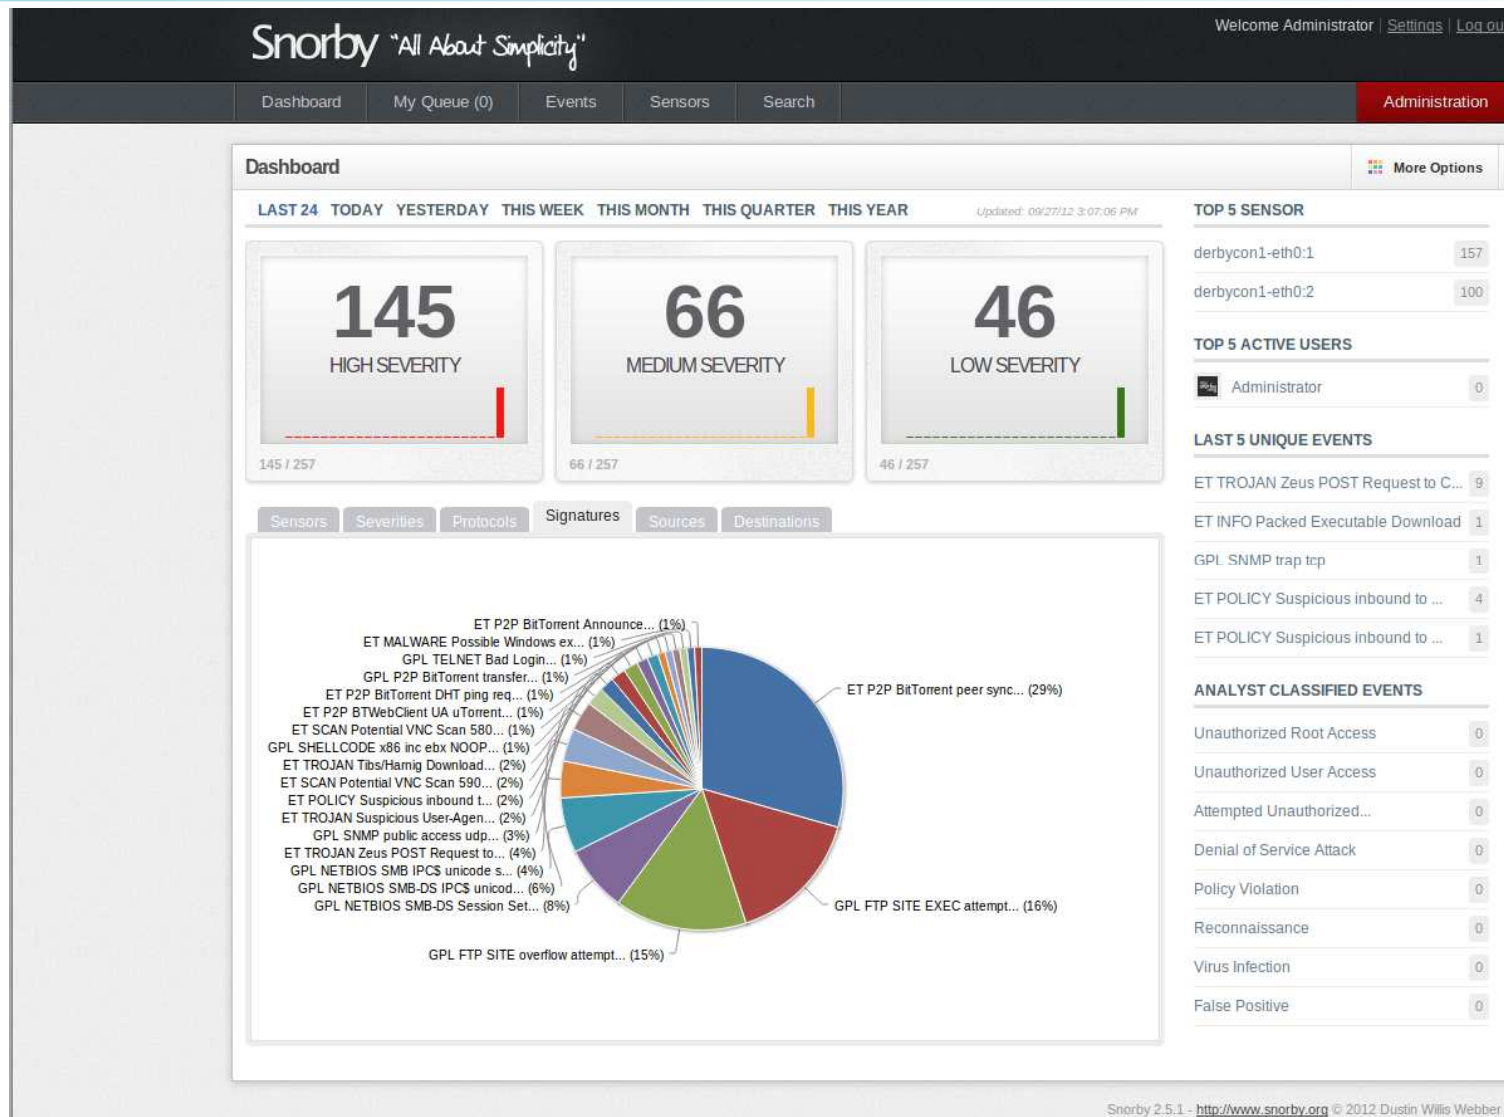 Snorby "All About Simplicity"
Welcome Administrator | Settings | Log ou
Dashboard
My Queue (0)
Events
Sensors
Search
Administration
Dashboard
More Options
LAST 24 TODAY YESTERDAY THIS WEEK THIS MONTH THIS QUARTER THIS YEAR
Updated: 09/27/12 3:07:06 PM
145
HIGH SEVERITY
145 / 257
66
MEDIUM SEVERITY
66 / 257
46
LOW SEVERITY
46 / 257
Sensors
Severities
Protocols
Signatures
Sources
Destinations
ET P2P BitTorrent Announce... (1%)
ET MALWARE Possible Windows ex... (1%)
GPL TELNET Bad Login... (1%)
GPL P2P BitTorrent transfer... (1%)
ET P2P BitTorrent DHT ping req... (1%)
ET P2P BTWebClient UA uTorrent... (1%)
ET SCAN Potential VNC Scan 580... (1%)
GPL SHELLCODE x86 inc ebx NOOP... (1%)
ET TROJAN Tibs/Harnig Download... (2%)
ET SCAN Potential VNC Scan 590... (2%)
ET POLICY Suspicious inbound t... (2%)
ET TROJAN Suspicious User-Agen... (2%)
GPL SNMP public access udp... (3%)
ET TROJAN Zeus POST Request to... (4%)
GPL NETBIOS SMB IPC$ unicode s... (4%)
GPL NETBIOS SMB-DS IPC$ unicod... (6%)
GPL NETBIOS SMB-DS Session Set... (8%)
GPL FTP SITE overflow attempt... (15%)
ET P2P BitTorrent peer sync... (29%)
GPL FTP SITE EXEC attempt... (16%)
TOP 5 SENSOR
derbycon1-eth0:1 157
derbycon1-eth0:2 100
TOP 5 ACTIVE USERS
Administrator 0
LAST 5 UNIQUE EVENTS
ET TROJAN Zeus POST Request to C... 9
ET INFO Packed Executable Download 1
GPL SNMP trap tcp 1
ET POLICY Suspicious inbound to ... 4
ET POLICY Suspicious inbound to ... 1
ANALYST CLASSIFIED EVENTS
Unauthorized Root Access 0
Unauthorized User Access 0
Attempted Unauthorized... 0
Denial of Service Attack 0
Policy Violation 0
Reconnaissance 0
Virus Infection 0
False Positive 0
Snorby 2.5.1 - http://www.snorby.org © 2012 Dustin Willis Webber